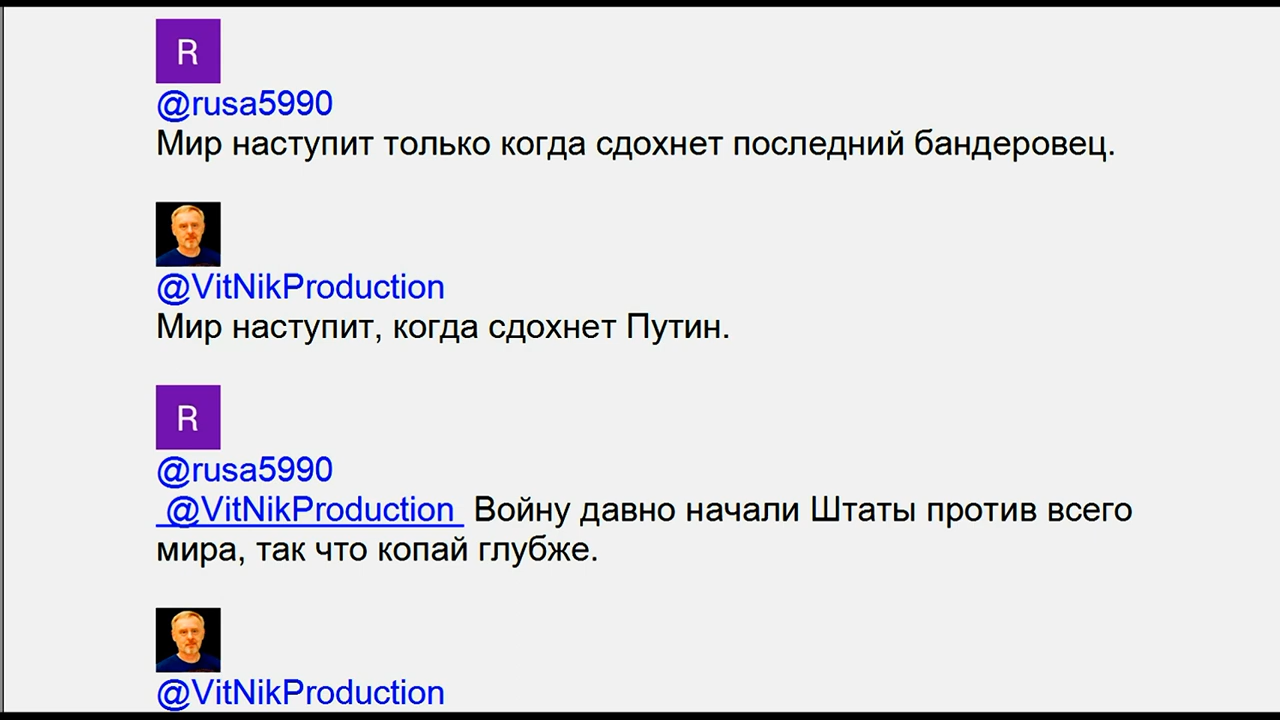 R
@rusa5990
Мир наступит только когда сдохнет последний бандеровец.
@VitNikProduction
Мир наступит, когда сдохнет Путин.
R
@rusa5990
@VitNikProduction Войну давно начали Штаты против всего
мира, так что копай глубже.
@VitNikProduction